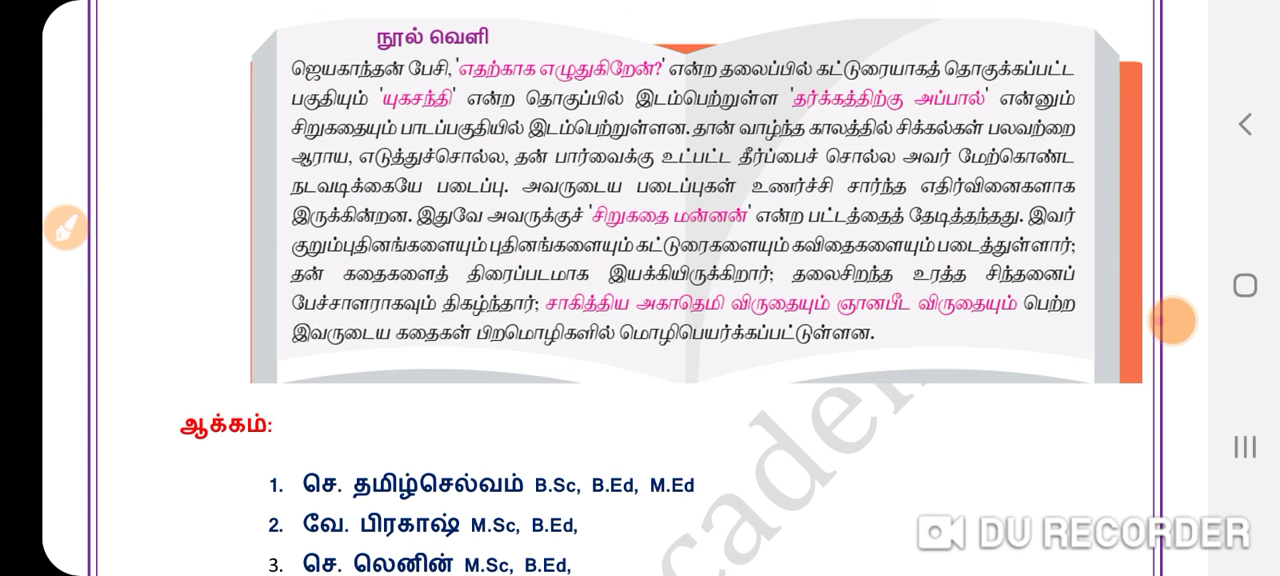 நூல் வெளி
ஜெயகாந்தன் பேசி, 'எதற்காக எழுதுகிறேன்?' என்ற தலைப்பில் கட்டுரையாகத் தொகுக்கப்பட்ட
பகுதியும் 'யுகசந்தி' என்ற தொகுப்பில் இடம்பெற்றுள்ள 'தர்க்கத்திற்கு அப்பால்' என்னும்
சிறுகதையும் பாடப்பகுதியில் இடம்பெற்றுள்ளன. தான் வாழ்ந்த காலத்தில் சிக்கல்கள் பலவற்றை
ஆராய, எடுத்துச்சொல்ல, தன் பார்வைக்கு உட்பட்ட தீர்ப்பைச் சொல்ல அவர் மேற்கொண்ட
நடவடிக்கையே படைப்பு. அவருடைய படைப்புகள் உணர்ச்சி சார்ந்த எதிர்வினைகளாக
இருக்கின்றன. இதுவே அவருக்குச் 'சிறுகதை மன்னன்' என்ற பட்டத்தைத் தேடித்தந்தது. இவர்
குறும்புதினங்களையும் புதினங்களையும் கட்டுரைகளையும் கவிதைகளையும் படைத்துள்ளார்;
தன் கதைகளைத் திரைப்படமாக இயக்கியிருக்கிறார்; தலைசிறந்த உரத்த சிந்தனைப்
பேச்சாளராகவும் திகழ்ந்தார்; சாகித்திய அகாதெமி விருதையும் ஞானபீட விருதையும் பெற்ற
இவருடைய கதைகள் பிறமொழிகளில் மொழிபெயர்க்கப்பட்டுள்ளன.
ஆக்கம்:
1. செ. தமிழ்செல்வம் B.Sc, B.Ed, M.Ed
2. வே. பிரகாஷ் M.Sc, B.Ed,
3. செ. லெனின் M.Sc, B.Ed,
DU RECORDER